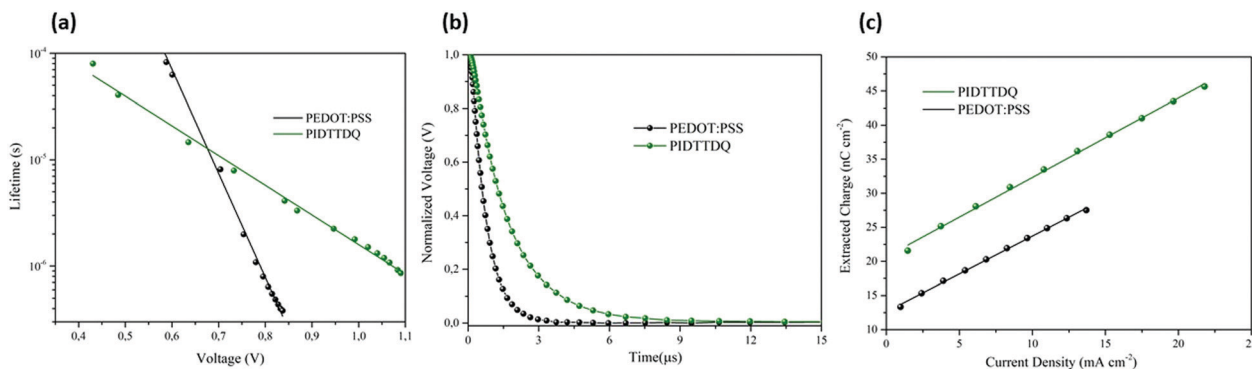 (a)
10⁻⁴
10⁻⁵
10⁻⁶
Lifetime (s)
PEDOT:PSS
PIDTTDQ
0,4 0,5 0,6 0,7 0,8 0,9 1,0 1,1
Voltage (V)
(b)
1,0
0,8
0,6
0,4
0,2
0,0
Normalized Voltage (V)
PEDOT:PSS
PIDTTDQ
0 3 6 9 12 15
Time(μs)
(c)
50
45
40
35
30
25
20
15
10
Extracted Charge (nC cm⁻²)
PIDTTDQ
PEDOT:PSS
0 5 10 15 20
Current Density (mA cm⁻²)